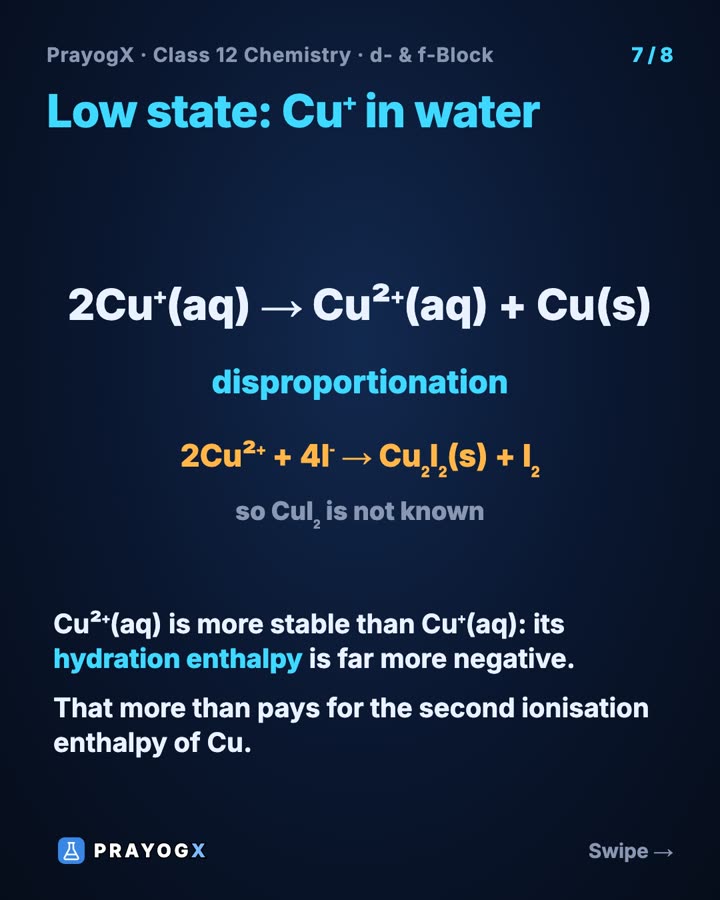 PrayogX · Class 12 Chemistry · d- & f-Block 7 / 8
Low state: Cu⁺ in water
2Cu⁺(aq) → Cu²⁺(aq) + Cu(s)
disproportionation
2Cu²⁺ + 4I⁻ → Cu₂I₂(s) + I₂
so CuI₂ is not known
Cu²⁺(aq) is more stable than Cu⁺(aq): its
hydration enthalpy is far more negative.
That more than pays for the second ionisation
enthalpy of Cu.
PRAYOGX Swipe →